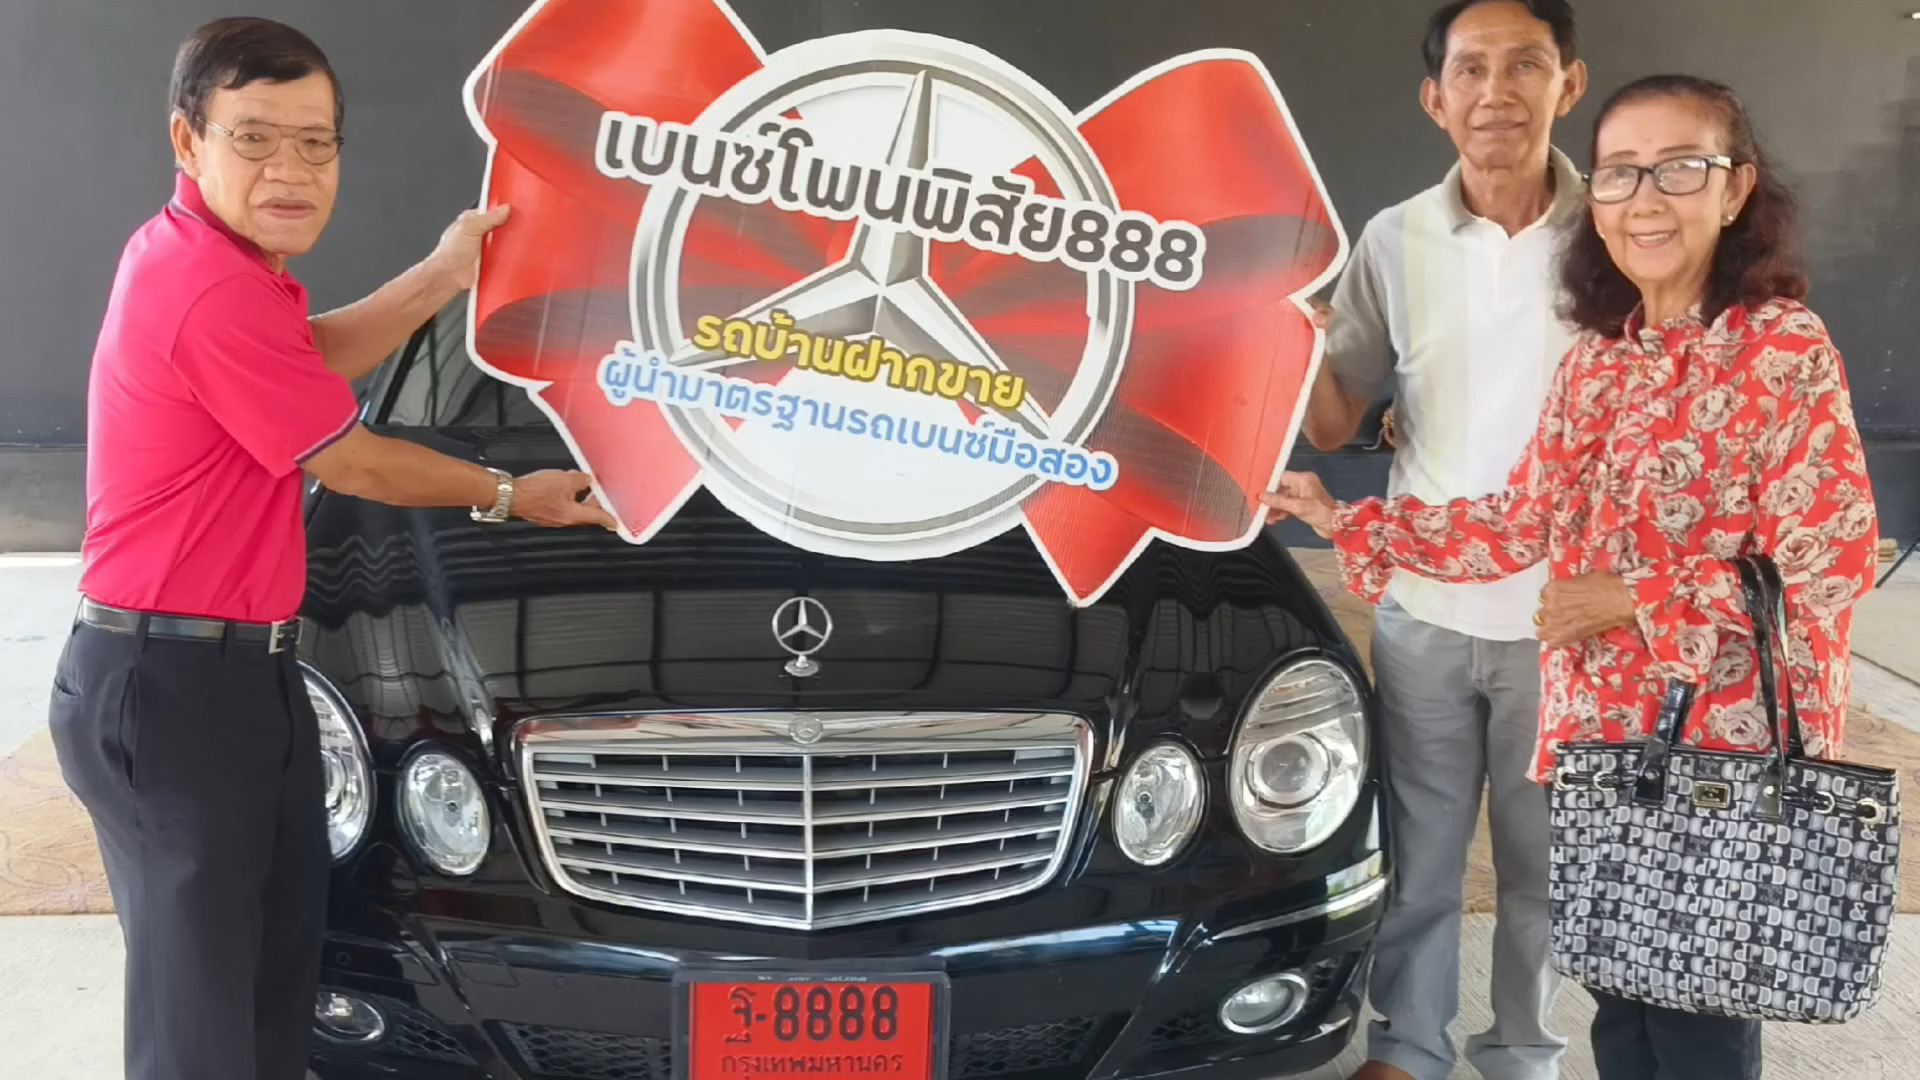 เบนซ์โพนพิสัย888
รถบ้านฝากขาย
ผู้นำมาตรฐานรถเบนซ์มือสอง
ฐ-8888
กรุงเทพมหานคร